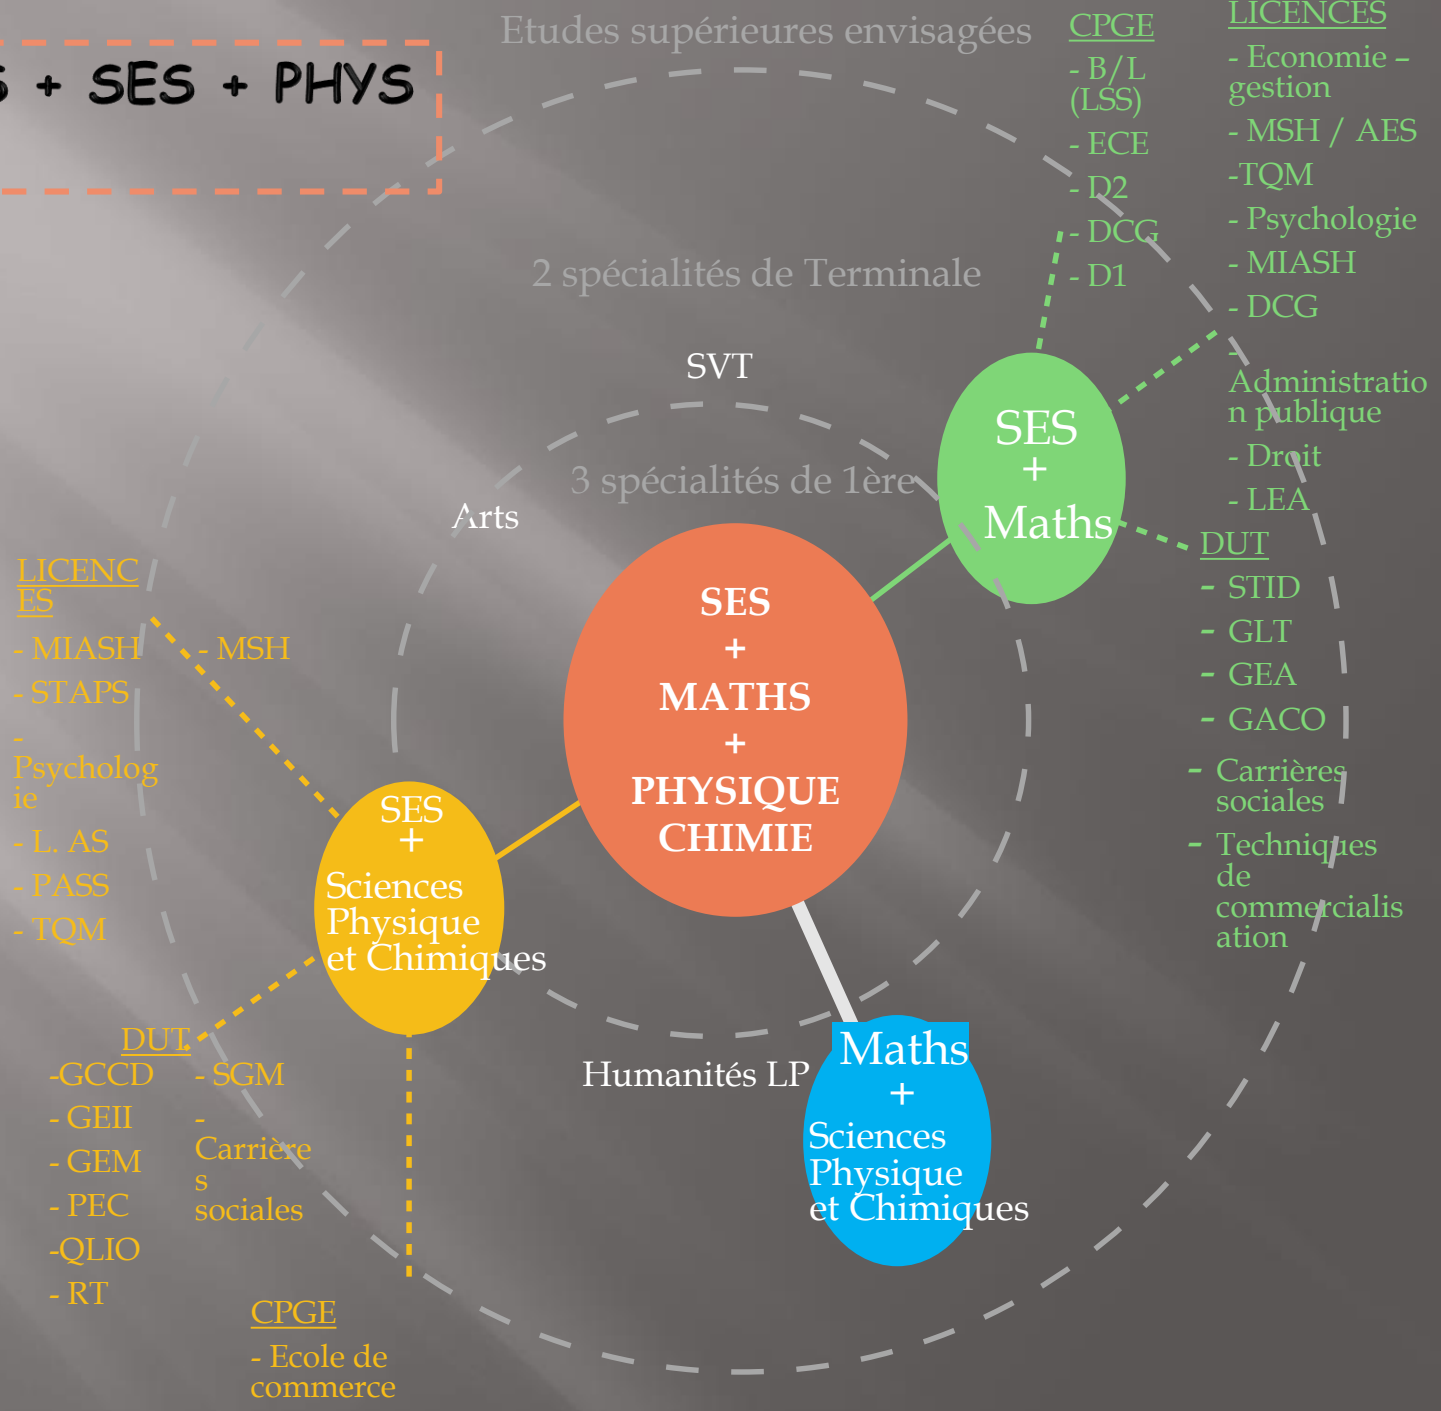 Etudes supérieures envisagées
S + SES + PHYS
2 spécialités de Terminale
SVT
3 spécialités de 1ère
Arts
SES
+
MATHS
+
PHYSIQUE
CHIMIE
Humanités LP
CPGE
- B/L
(LSS)
- ECE
- D2
- DCG
- D1
LICENCES
- Economie –
gestion
- MSH / AES
-TQM
- Psychologie
- MIASH
- DCG
-
Administratio
n publique
- Droit
- LEA
SES
+
Maths
DUT
- STID
- GLT
- GEA
- GACO
- Carrières
sociales
- Techniques
de
commercialis
ation
LICENC
ES
- MIASH
- STAPS
-
Psycholog
ie
- L. AS
- PASS
- TQM
- MSH
SES
+
Sciences
Physique
et Chimiques
DUT
-GCCD
- GEII
- GEM
- PEC
-QLIO
- RT
- SGM
-
Carrière
s
sociales
CPGE
- Ecole de
commerce
Maths
+
Sciences
Physique
et Chimiques